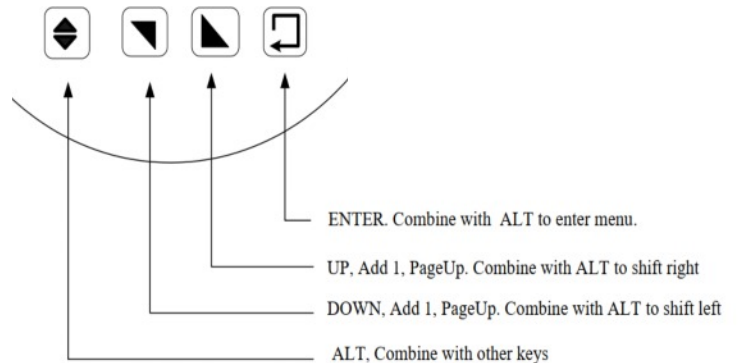 ENTER. Combine with ALT to enter menu.
UP, Add 1, PageUp. Combine with ALT to shift right
DOWN, Add 1, PageUp. Combine with ALT to shift left
ALT, Combine with other keys